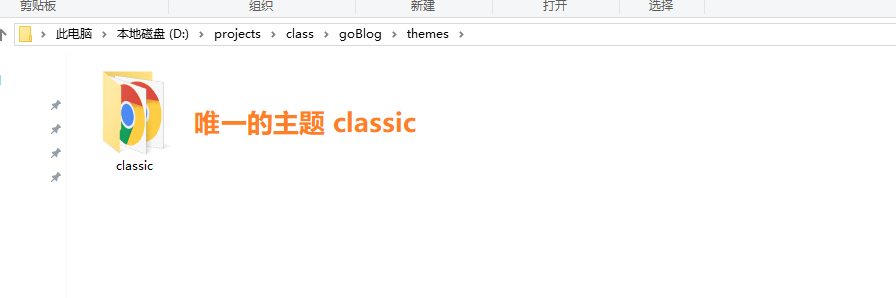 剪贴板 组织 新建 打开 选择
此电脑 本地磁盘 (D:) projects class goBlog themes
唯一的主题 classic
classic